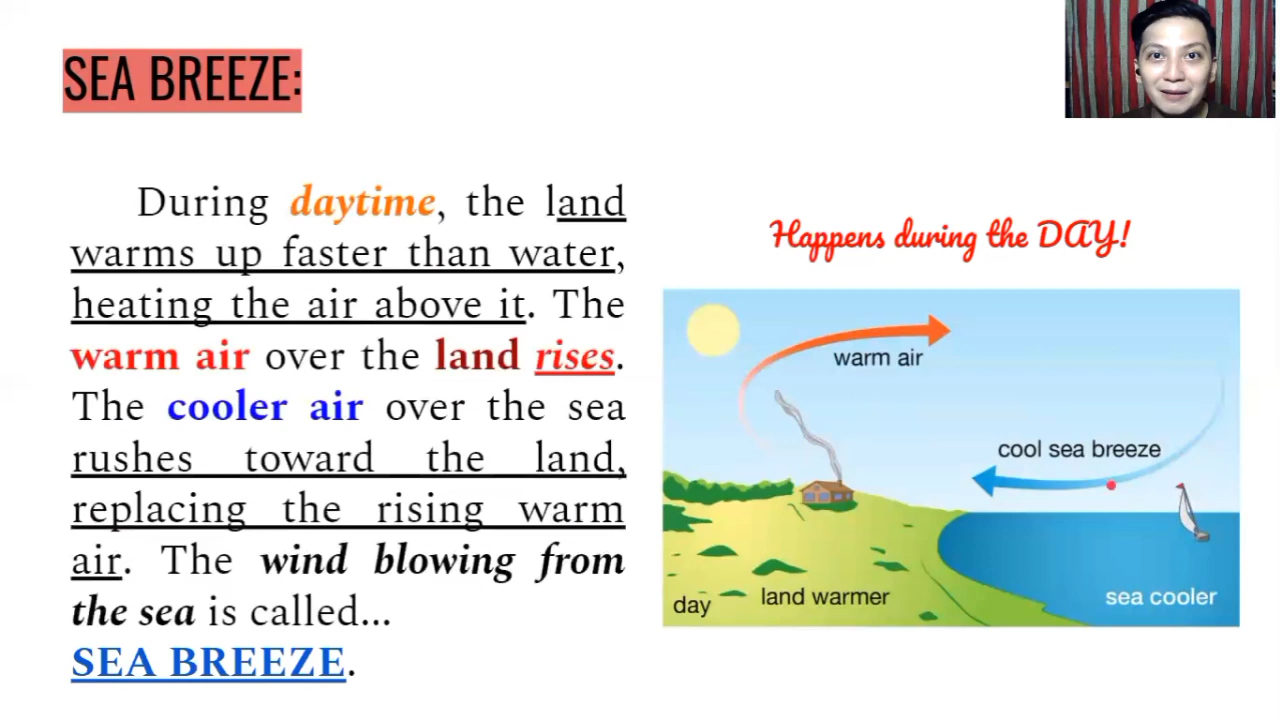 SEA BREEZE:
During daytime, the land
warms up faster than water,
heating the air above it. The
warm air over the land rises.
The cooler air over the sea
rushes toward the land,
replacing the rising warm
air. The wind blowing from
the sea is called...
SEA BREEZE.
Happens during the DAY!
warm air
cool sea breeze
day
land warmer
sea cooler